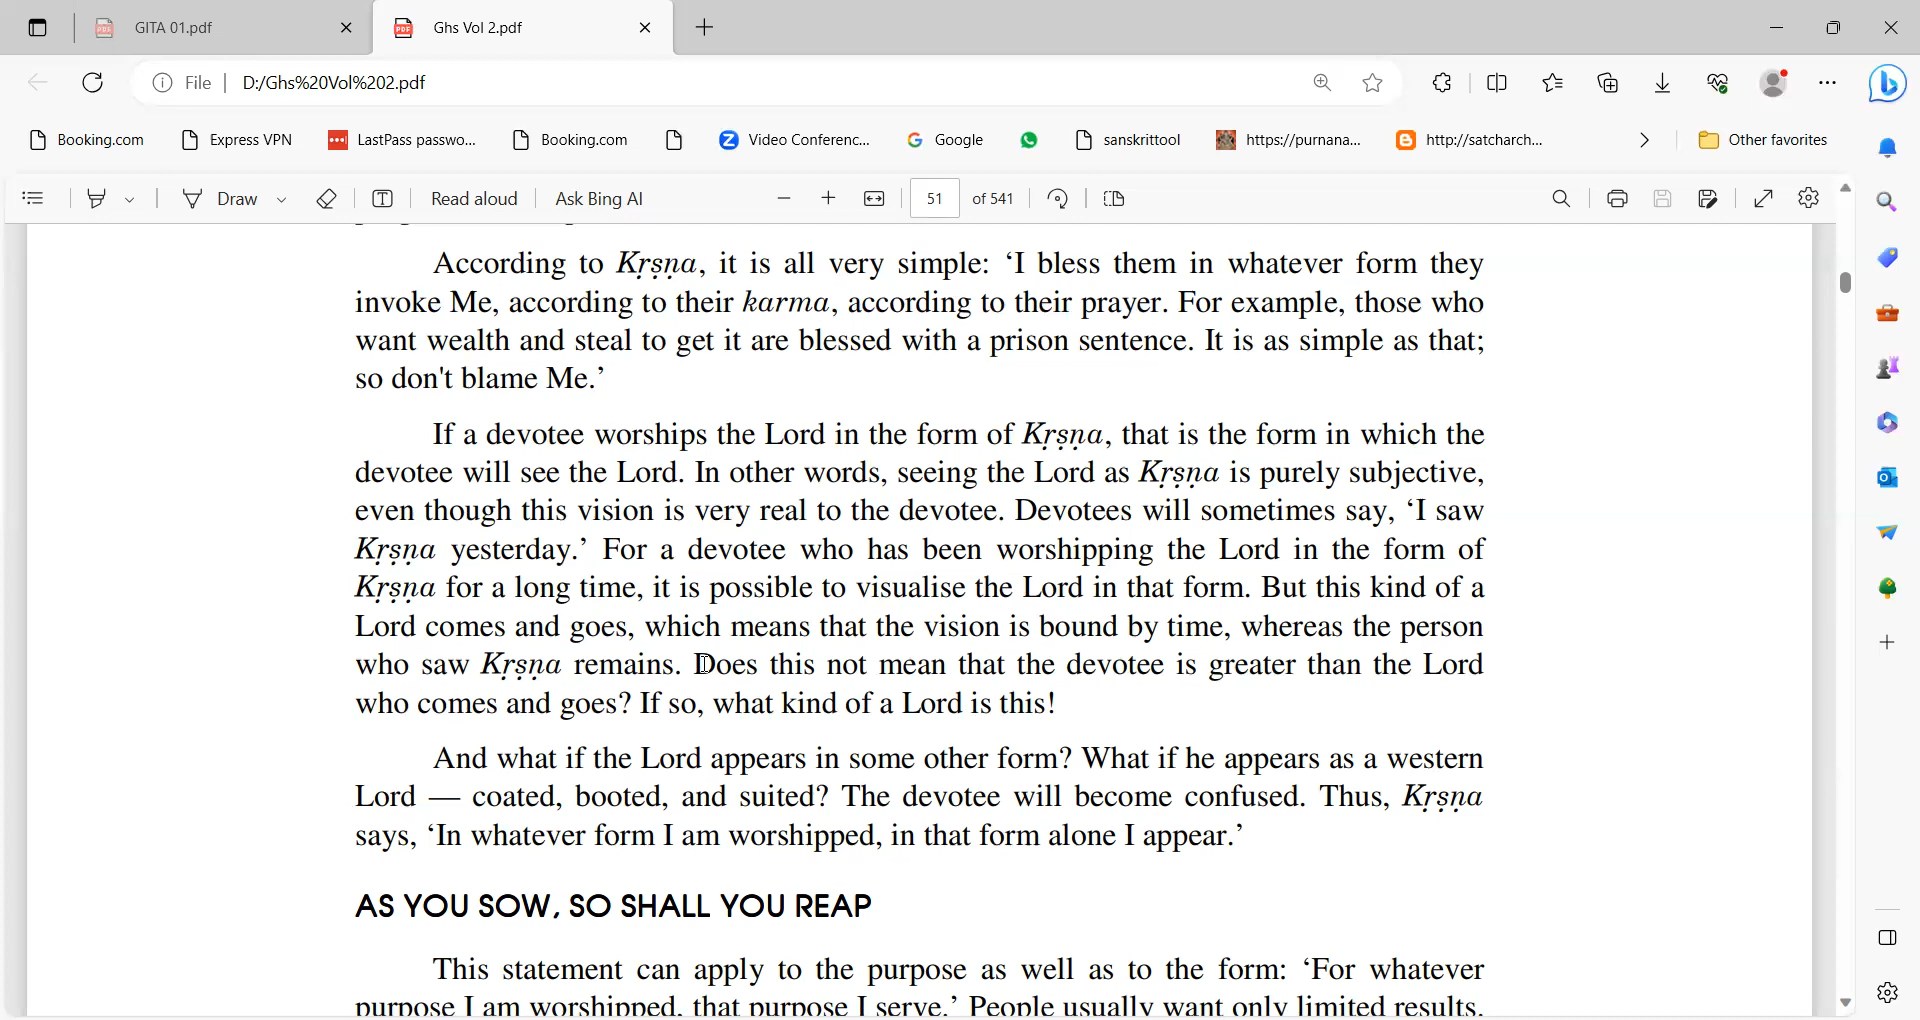 GITA 01.pdf
Ghs Vol 2.pdf
File
D:/Ghs%20Vol%202.pdf
Booking.com
Express VPN
LastPass passwo...
Booking.com
Video Conferenc...
Google
sanskrittool
https://purnana...
http://satcharch...
Other favorites
Draw
Read aloud
Ask Bing AI
51 of 541
According to Kṛṣṇa, it is all very simple: ‘I bless them in whatever form they
invoke Me, according to their karma, according to their prayer. For example, those who
want wealth and steal to get it are blessed with a prison sentence. It is as simple as that;
so don't blame Me.’
If a devotee worships the Lord in the form of Kṛṣṇa, that is the form in which the
devotee will see the Lord. In other words, seeing the Lord as Kṛṣṇa is purely subjective,
even though this vision is very real to the devotee. Devotees will sometimes say, ‘I saw
Kṛṣṇa yesterday.’ For a devotee who has been worshipping the Lord in the form of
Kṛṣṇa for a long time, it is possible to visualise the Lord in that form. But this kind of a
Lord comes and goes, which means that the vision is bound by time, whereas the person
who saw Kṛṣṇa remains. Does this not mean that the devotee is greater than the Lord
who comes and goes? If so, what kind of a Lord is this!
And what if the Lord appears in some other form? What if he appears as a western
Lord — coated, booted, and suited? The devotee will become confused. Thus, Kṛṣṇa
says, ‘In whatever form I am worshipped, in that form alone I appear.’
AS YOU SOW, SO SHALL YOU REAP
This statement can apply to the purpose as well as to the form: ‘For whatever
purpose I am worshipped, that purpose I serve.’ People usually want only limited results.